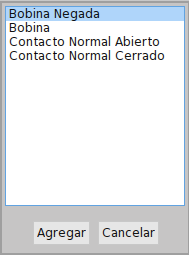 Bobina Negada
Bobina
Contacto Normal Abierto
Contacto Normal Cerrado
Agregar Cancelar